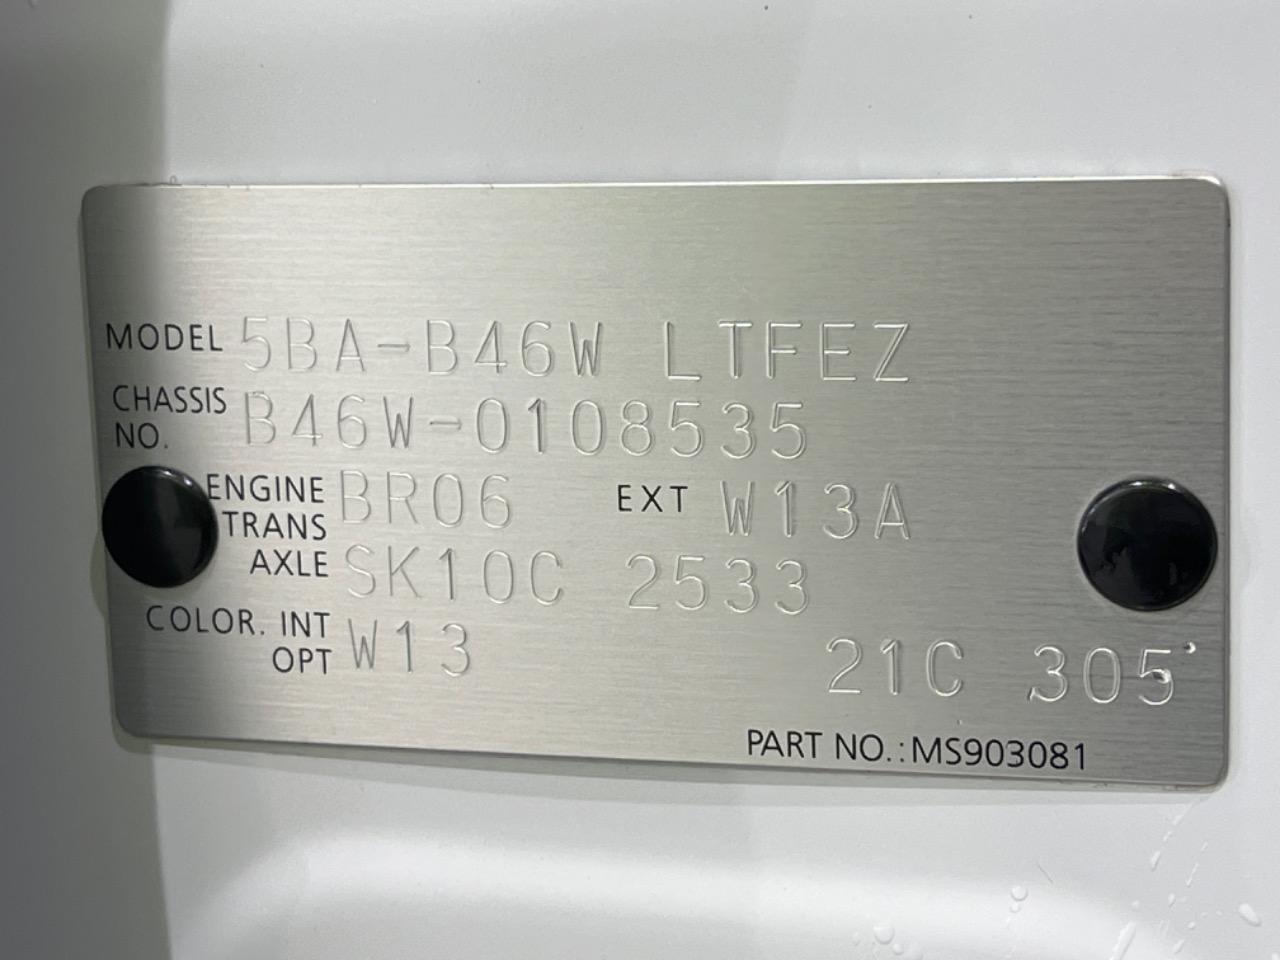 MODEL 5BA-B46W LTFEZ
CHASSIS NO. B46W-0108535
ENGINE BR06 EXT W13A
TRANS
AXLE SK10C 2533
COLOR. INT
OPT W13
21C 305
PART NO.:MS903081